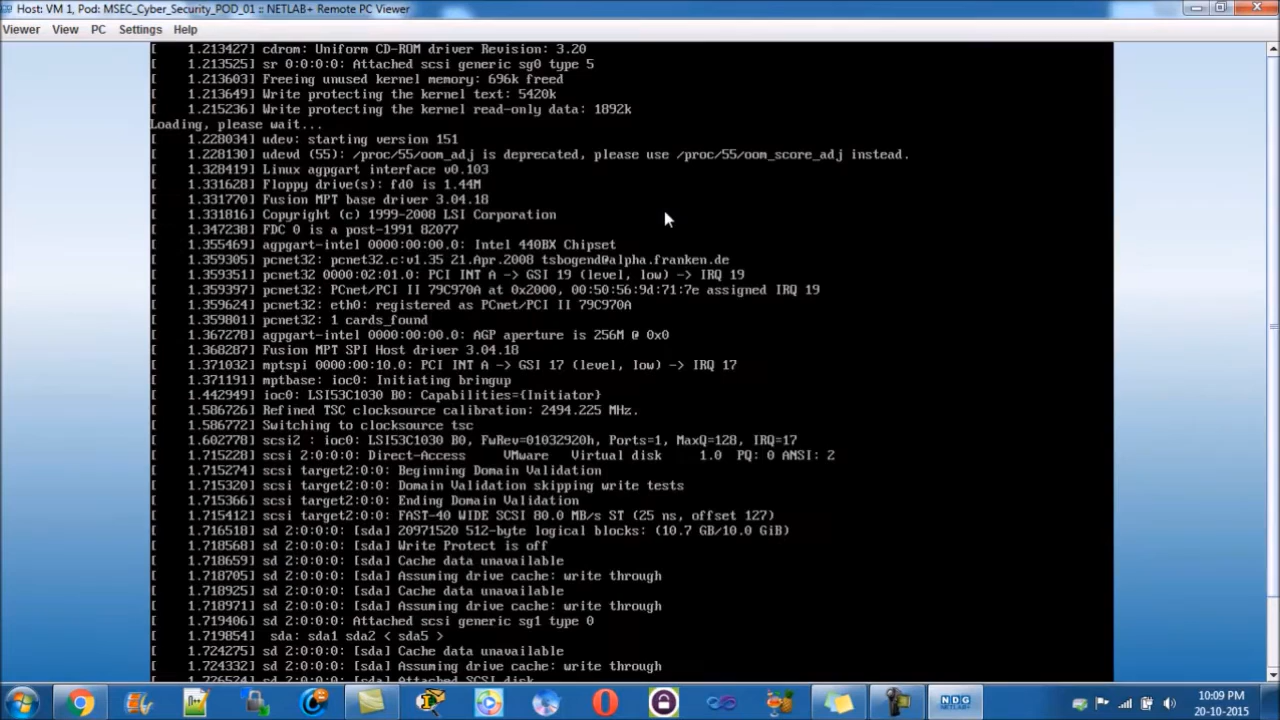 Host: VM 1, Pod: MSEC_Cyber_Security_POD_01 :: NETLAB+ Remote PC Viewer
Viewer View PC Settings Help
[ 1.213427] cdrom: Uniform CD-ROM driver Revision: 3.20
[ 1.213525] sr 0:0:0:0: Attached scsi generic sg0 type 5
[ 1.213603] Freeing unused kernel memory: 696k freed
[ 1.213649] Write protecting the kernel text: 5420k
[ 1.215236] Write protecting the kernel read-only data: 1892k
Loading, please wait...
[ 1.228034] udev: starting version 151
[ 1.228130] udevd (55): /proc/55/oom_adj is deprecated, please use /proc/55/oom_score_adj instead.
[ 1.328419] Linux agpgart interface v0.103
[ 1.331628] Floppy drive(s): fd0 is 1.44M
[ 1.331770] Fusion MPT base driver 3.04.18
[ 1.331816] Copyright (c) 1999-2008 LSI Corporation
[ 1.347238] FDC 0 is a post-1991 82077
[ 1.355469] agpgart-intel 0000:00:00.0: Intel 440BX Chipset
[ 1.359305] pcnet32: pcnet32.c:v1.35 21.Apr.2008 tsbogend@alpha.franken.de
[ 1.359351] pcnet32 0000:02:01.0: PCI INT A -> GSI 19 (level, low) -> IRQ 19
[ 1.359397] pcnet32: PCnet/PCI II 79C970A at 0x2000, 00:50:56:9d:71:7e assigned IRQ 19
[ 1.359624] pcnet32: eth0: registered as PCnet/PCI II 79C970A
[ 1.359801] pcnet32: 1 cards_found
[ 1.367278] agpgart-intel 0000:00:00.0: AGP aperture is 256M @ 0x0
[ 1.368287] Fusion MPT SPI Host driver 3.04.18
[ 1.371032] mptspi 0000:00:10.0: PCI INT A -> GSI 17 (level, low) -> IRQ 17
[ 1.371191] mptbase: ioc0: Initiating bringup
[ 1.442949] ioc0: LSI53C1030 B0: Capabilities={Initiator}
[ 1.586726] Refined TSC clocksource calibration: 2494.225 MHz.
[ 1.586772] Switching to clocksource tsc
[ 1.602778] scsi2 : ioc0: LSI53C1030 B0, FwRev=01032920h, Ports=1, MaxQ=128, IRQ=17
[ 1.715228] scsi 2:0:0:0: Direct-Access VMware Virtual disk 1.0 PQ: 0 ANSI: 2
[ 1.715274] scsi target2:0:0: Beginning Domain Validation
[ 1.715320] scsi target2:0:0: Domain Validation skipping write tests
[ 1.715366] scsi target2:0:0: Ending Domain Validation
[ 1.715412] scsi target2:0:0: FAST-40 WIDE SCSI 80.0 MB/s ST (25 ns, offset 127)
[ 1.716518] sd 2:0:0:0: [sda] 20971520 512-byte logical blocks: (10.7 GB/10.0 GiB)
[ 1.718568] sd 2:0:0:0: [sda] Write Protect is off
[ 1.718659] sd 2:0:0:0: [sda] Cache data unavailable
[ 1.718705] sd 2:0:0:0: [sda] Assuming drive cache: write through
[ 1.718925] sd 2:0:0:0: [sda] Cache data unavailable
[ 1.718971] sd 2:0:0:0: [sda] Assuming drive cache: write through
[ 1.719406] sd 2:0:0:0: Attached scsi generic sg1 type 0
[ 1.719854] sda: sda1 sda2 < sda5 >
[ 1.724275] sd 2:0:0:0: [sda] Cache data unavailable
[ 1.724332] sd 2:0:0:0: [sda] Assuming drive cache: write through
[ 1.726524] sd 2:0:0:0: [sda] Attached SCSI disk
NDG
NETLAB+
10:09 PM
20-10-2015